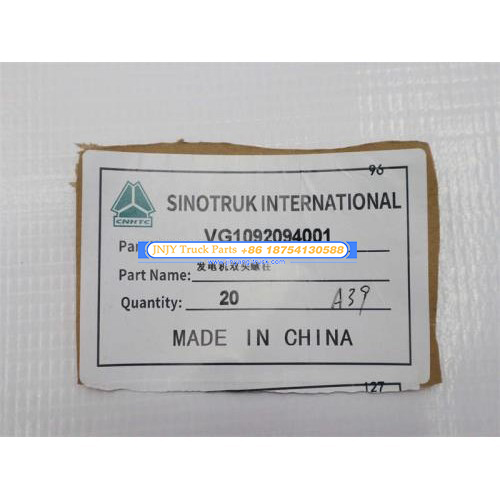 96
SINOTRUK INTERNATIONAL
CNHTC
VG1092094001
Par
JNJY Truck Parts +86 18754130588
Part Name: 发电机双头螺柱
Quantity: 20 A39
MADE IN CHINA
127